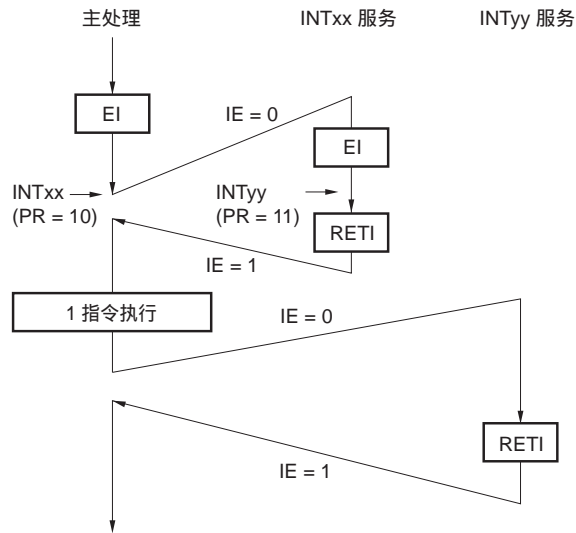 主处理
INTxx 服务
INTyy 服务
EI
IE = 0
EI
INTxx
(PR = 10)
INTyy
(PR = 11)
RETI
IE = 1
1 指令执行
IE = 0
RETI
IE = 1